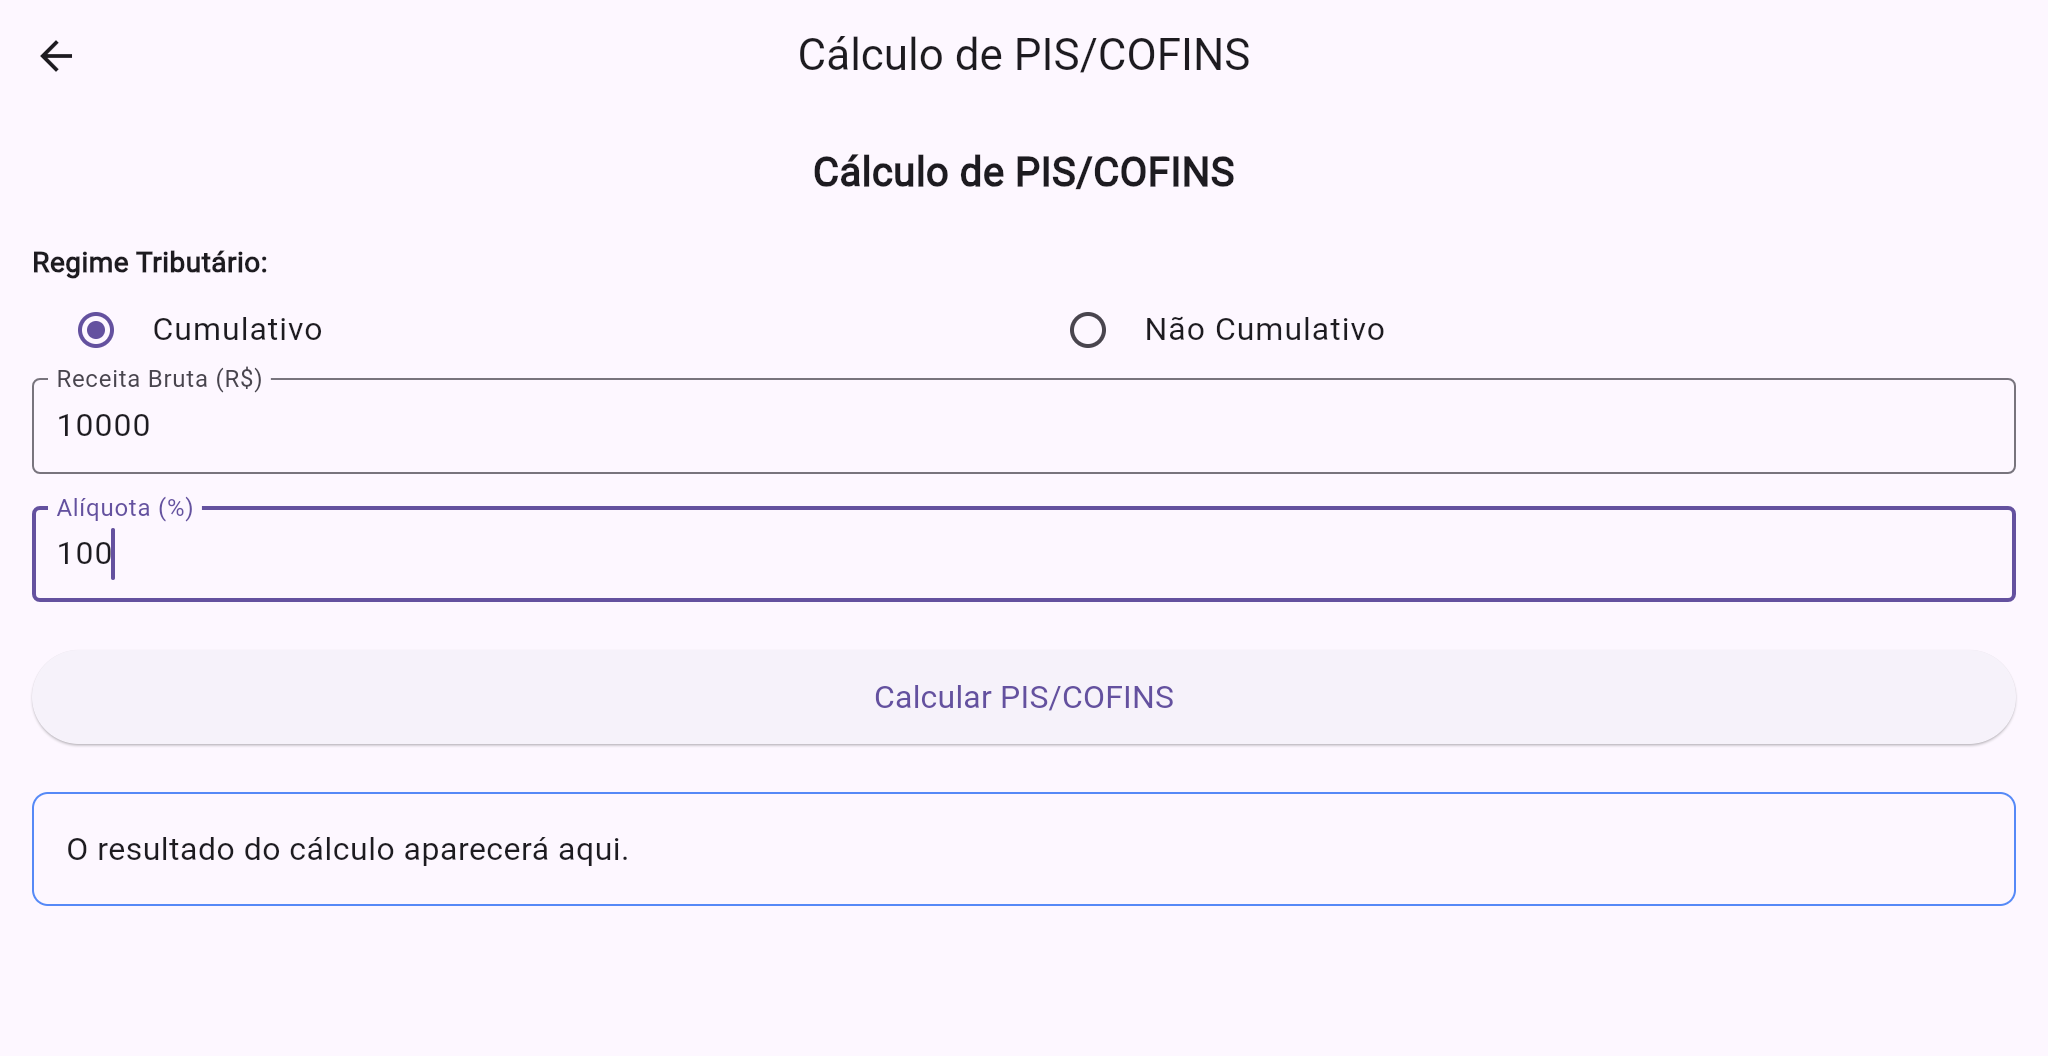 Cálculo de PIS/COFINS
Cálculo de PIS/COFINS
Regime Tributário:
Cumulativo
Não Cumulativo
Receita Bruta (R$)
10000
Alíquota (%)
100
Calcular PIS/COFINS
O resultado do cálculo aparecerá aqui.